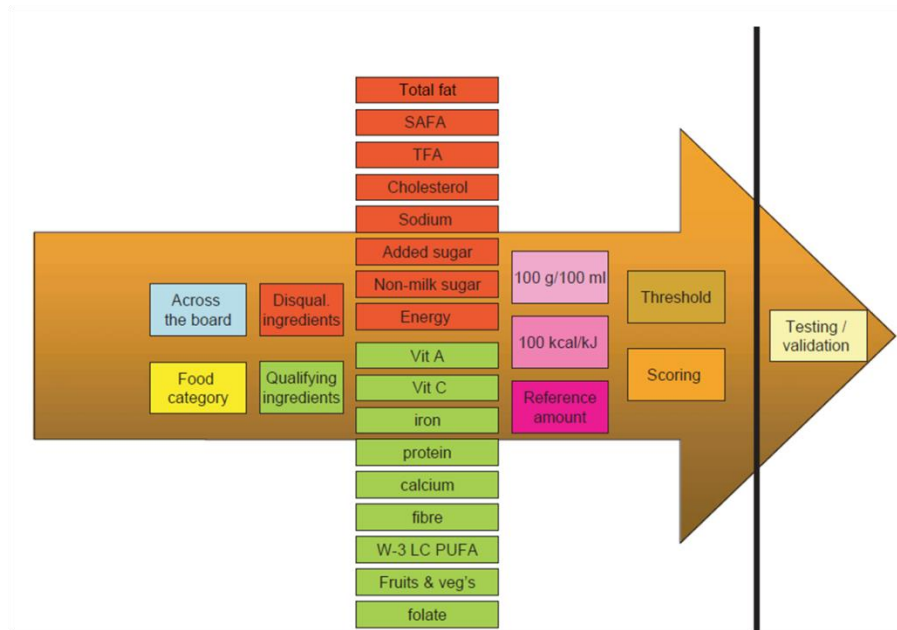 Total fat
SAFA
TFA
Cholesterol
Sodium
Added sugar
Non-milk sugar
Energy
Vit A
Vit C
iron
protein
calcium
fibre
W-3 LC PUFA
Fruits & veg's
folate
Across
the board
Food
category
Disqual.
ingredients
Qualifying
ingredients
100 g/100 ml
100 kcal/kJ
Reference
amount
Threshold
Scoring
Testing /
validation